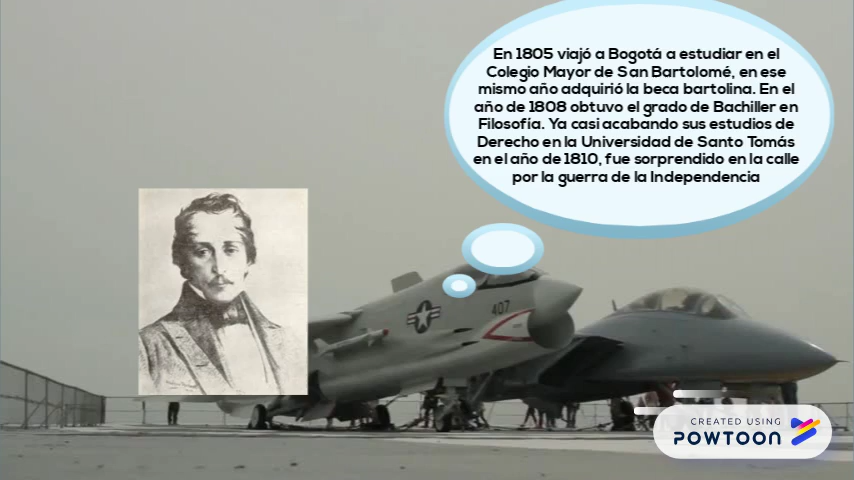 En 1805 viajó a Bogotá a estudiar en el
Colegio Mayor de San Bartolomé, en ese
mismo año adquirió la beca bartolina. En el
año de 1808 obtuvo el grado de Bachiller en
Filosofía. Ya casi acabando sus estudios de
Derecho en la Universidad de Santo Tomás
en el año de 1810, fue sorprendido en la calle
por la guerra de la Independencia
407
CREATED USING
POWTOON